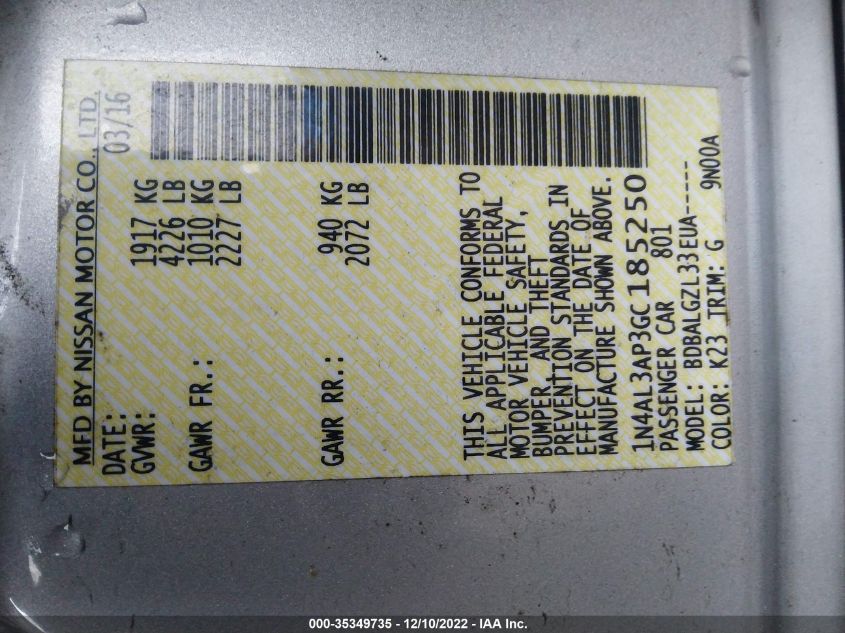 MFD BY NISSAN MOTOR CO., LTD.
DATE: 03/16
GVWR: 1917 KG
4226 LB
GAWR FR.: 1010 KG
2227 LB
GAWR RR.: 940 KG
2072 LB
THIS VEHICLE CONFORMS TO
ALL APPLICABLE FEDERAL
MOTOR VEHICLE SAFETY,
BUMPER, AND THEFT
PREVENTION STANDARDS IN
EFFECT ON THE DATE OF
MANUFACTURE SHOWN ABOVE.
1N4AL3AP3GC185250
PASSENGER CAR 801
MODEL: BDBALGZL33EUA-----
COLOR: K23 TRIM: G 9N00A
000-35349735 - 12/10/2022 - IAA Inc.